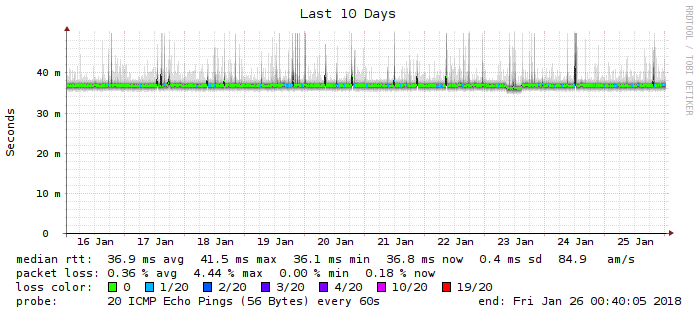 Last 10 Days
RRDTOOL / TOBI OETIKER
Seconds
40 m
30 m
20 m
10 m
0
16 Jan 17 Jan 18 Jan 19 Jan 20 Jan 21 Jan 22 Jan 23 Jan 24 Jan 25 Jan
median rtt: 36.9 ms avg 41.5 ms max 36.1 ms min 36.8 ms now 0.4 ms sd 84.9 am/s
packet loss: 0.36 % avg 4.44 % max 0.00 % min 0.18 % now
loss color: 0 1/20 2/20 3/20 4/20 10/20 19/20
probe: 20 ICMP Echo Pings (56 Bytes) every 60s end: Fri Jan 26 00:40:05 2018